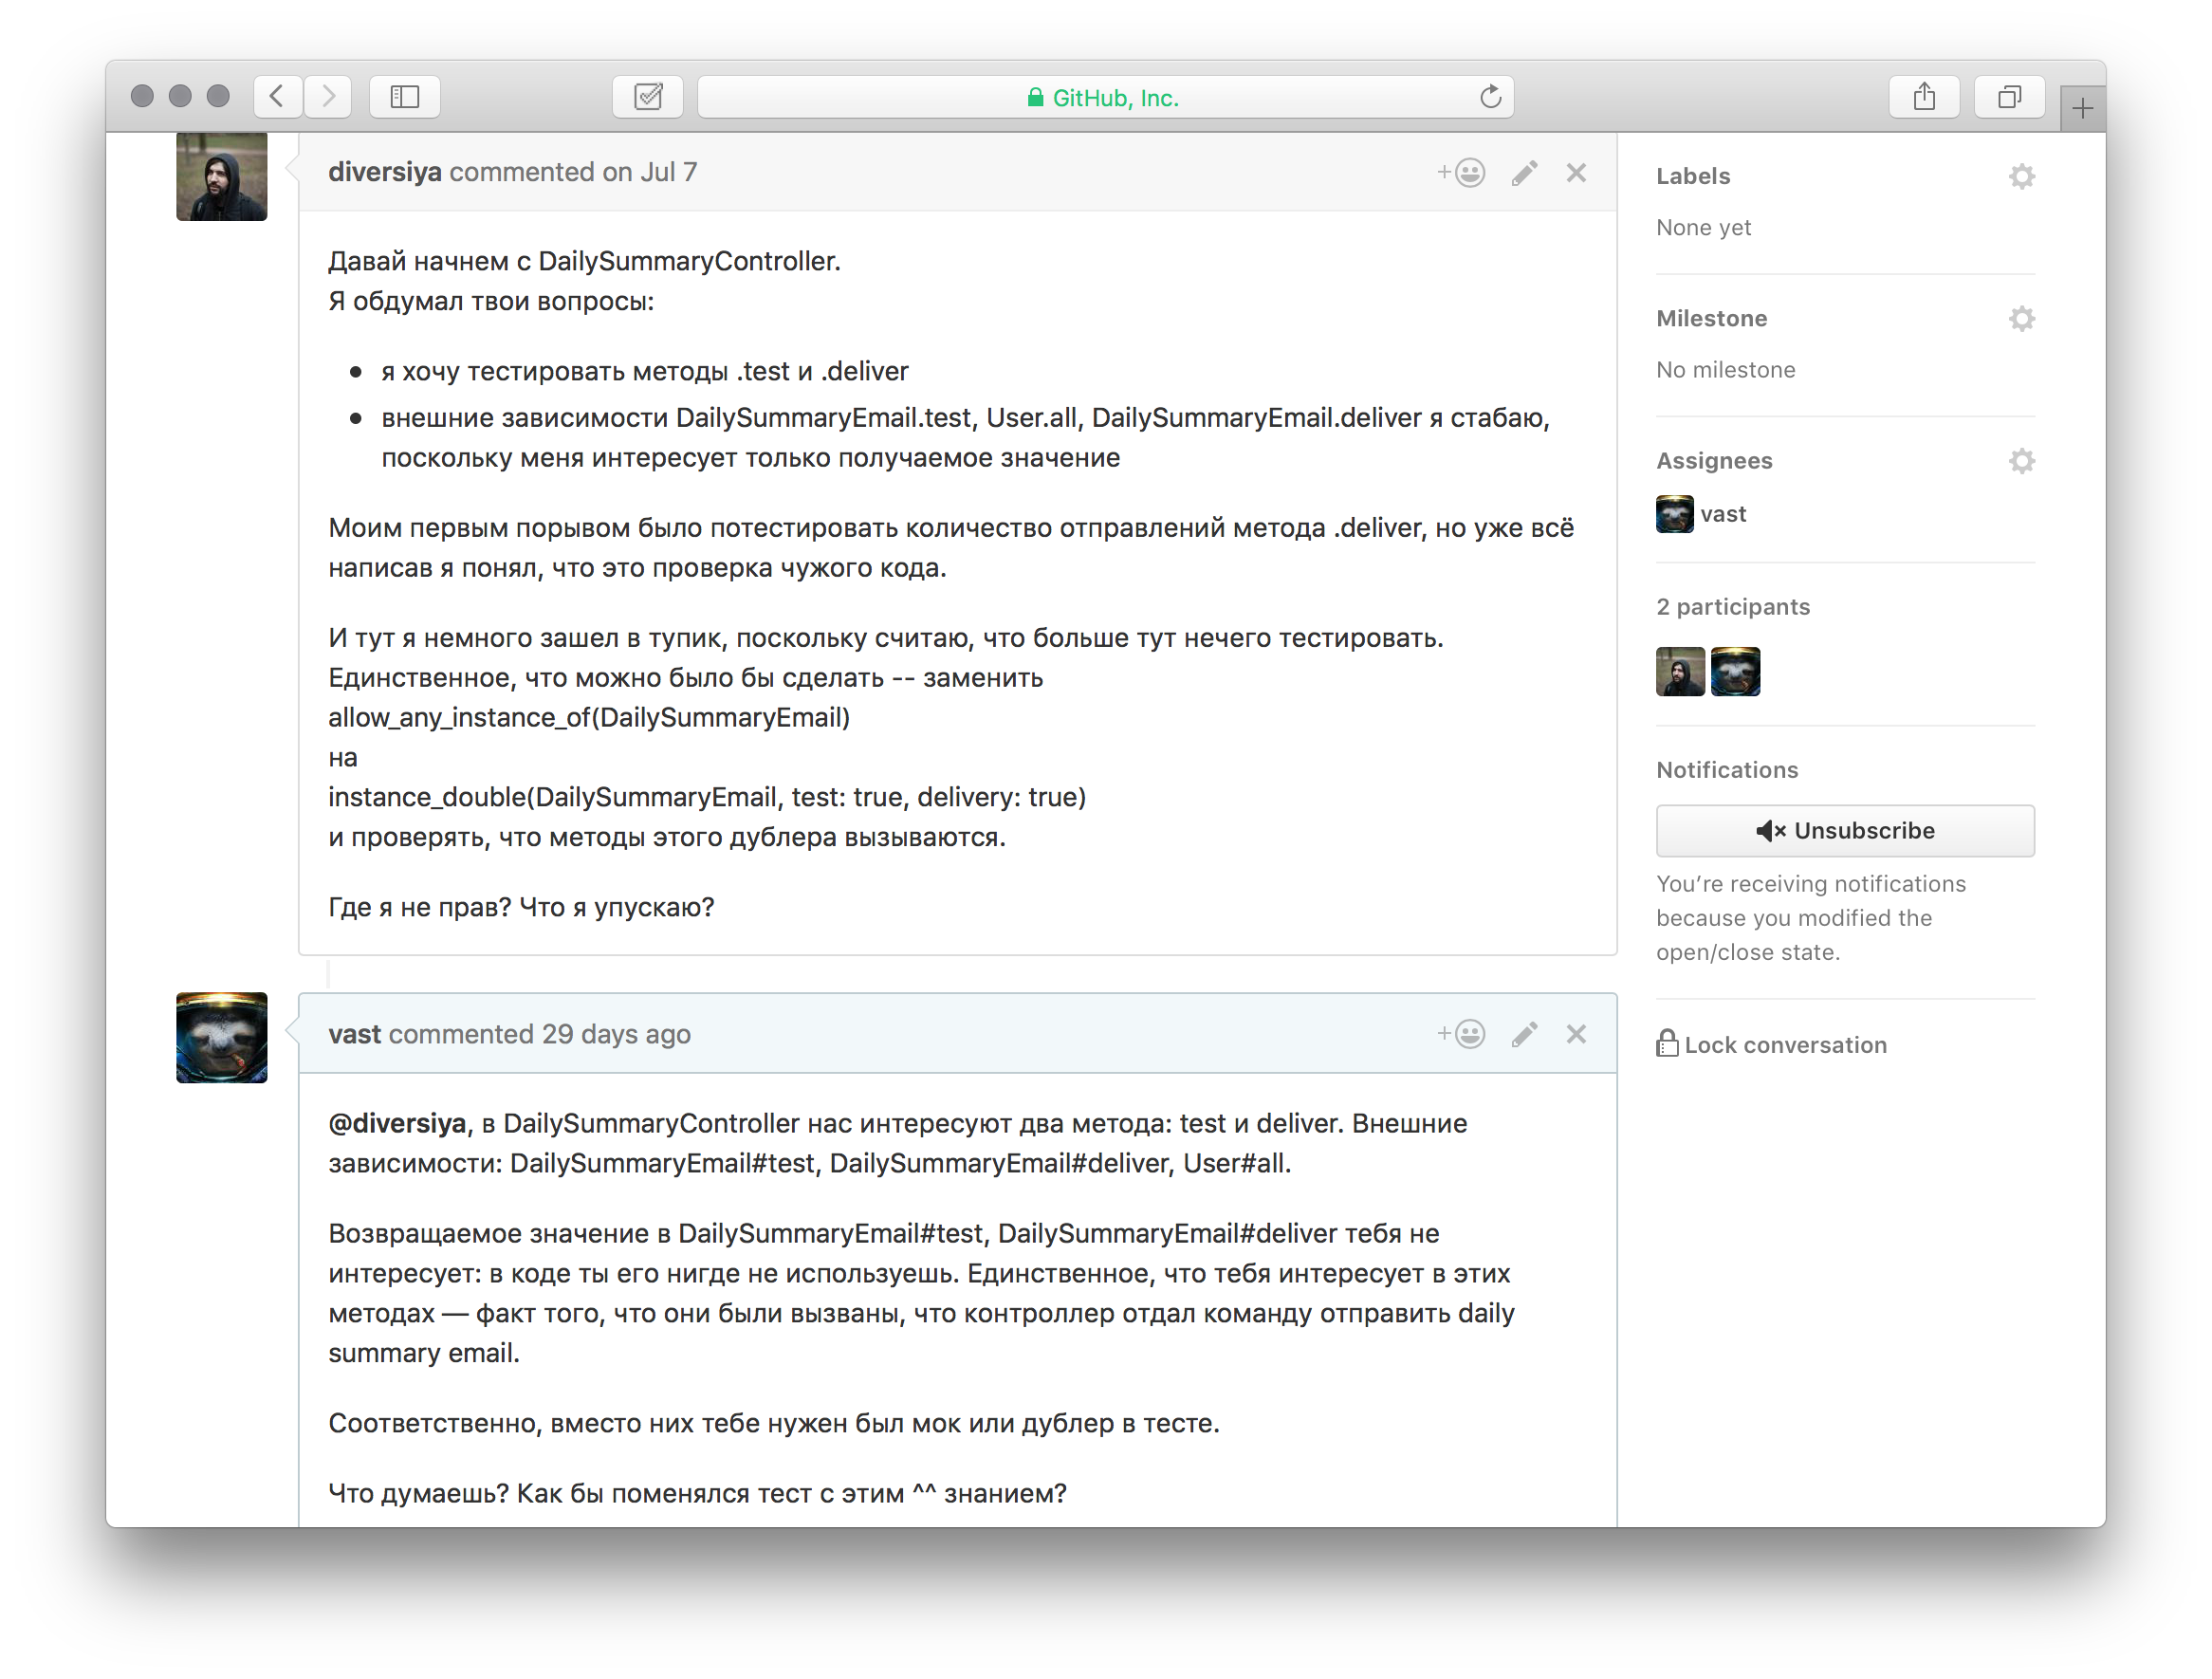 GitHub, Inc.
diversiya commented on Jul 7
Давай начнем с DailySummaryController.
Я обдумал твои вопросы:
я хочу тестировать методы .test и .deliver
внешние зависимости DailySummaryEmail.test, User.all, DailySummaryEmail.deliver я стабаю,
поскольку меня интересует только получаемое значение
Моим первым порывом было потестировать количество отправлений метода .deliver, но уже всё
написав я понял, что это проверка чужого кода.
И тут я немного зашел в тупик, поскольку считаю, что больше тут нечего тестировать.
Единственное, что можно было бы сделать -- заменить
allow_any_instance_of(DailySummaryEmail)
на
instance_double(DailySummaryEmail, test: true, delivery: true)
и проверять, что методы этого дублера вызываются.
Где я не прав? Что я упускаю?
vast commented 29 days ago
@diversiya, в DailySummaryController нас интересуют два метода: test и deliver. Внешние
зависимости: DailySummaryEmail#test, DailySummaryEmail#deliver, User#all.
Возвращаемое значение в DailySummaryEmail#test, DailySummaryEmail#deliver тебя не
интересует: в коде ты его нигде не используешь. Единственное, что тебя интересует в этих
методах — факт того, что они были вызваны, что контроллер отдал команду отправить daily
summary email.
Соответственно, вместо них тебе нужен был мок или дублер в тесте.
Что думаешь? Как бы поменялся тест с этим ^^ знанием?
Labels
None yet
Milestone
No milestone
Assignees
vast
2 participants
Notifications
Unsubscribe
You’re receiving notifications
because you modified the
open/close state.
Lock conversation